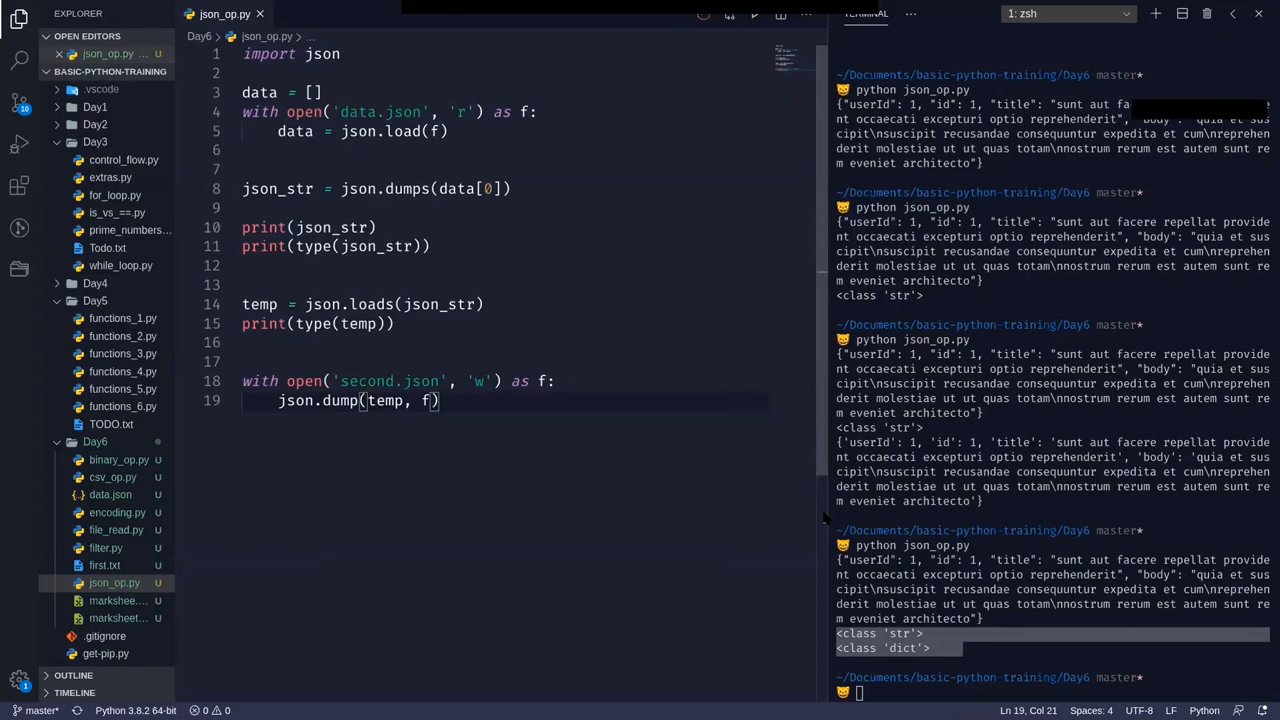 EXPLORER
OPEN EDITORS
json_op.py ... U
BASIC-PYTHON-TRAINING
.vscode
Day1
Day2
Day3
control_flow.py
extras.py
for_loop.py
is_vs_==.py
prime_numbers...
Todo.txt
while_loop.py
Day4
Day5
functions_1.py
functions_2.py
functions_3.py
functions_4.py
functions_5.py
functions_6.py
TODO.txt
Day6
binary_op.py U
csv_op.py U
data.json U
encoding.py U
file_read.py U
filter.py U
first.txt U
json_op.py U
markshee.... U
marksheet... U
.gitignore
get-pip.py
OUTLINE
TIMELINE
10
1
json_op.py
Day6 > json_op.py > ...
1 import json
2
3 data = []
4 with open('data.json', 'r') as f:
5 data = json.load(f)
6
7
8 json_str = json.dumps(data[0])
9
10 print(json_str)
11 print(type(json_str))
12
13
14 temp = json.loads(json_str)
15 print(type(temp))
16
17
18 with open('second.json', 'w') as f:
19 json.dump(temp, f)
TERMINAL ... 1: zsh
~/Documents/basic-python-training/Day6 master*
python json_op.py
{"userId": 1, "id": 1, "title": "sunt aut face
nt occaecati excepturi optio reprehenderit", "body": "quia et sus
cipit\nsuscipit recusandae consequuntur expedita et cum\nreprehen
derit molestiae ut ut quas totam\nnostrum rerum est autem sunt re
m eveniet architecto"}
~/Documents/basic-python-training/Day6 master*
python json_op.py
{"userId": 1, "id": 1, "title": "sunt aut facere repellat provide
nt occaecati excepturi optio reprehenderit", "body": "quia et sus
cipit\nsuscipit recusandae consequuntur expedita et cum\nreprehen
derit molestiae ut ut quas totam\nnostrum rerum est autem sunt re
m eveniet architecto"}
<class 'str'>
~/Documents/basic-python-training/Day6 master*
python json_op.py
{"userId": 1, "id": 1, "title": "sunt aut facere repellat provide
nt occaecati excepturi optio reprehenderit", "body": "quia et sus
cipit\nsuscipit recusandae consequuntur expedita et cum\nreprehen
derit molestiae ut ut quas totam\nnostrum rerum est autem sunt re
m eveniet architecto"}
<class 'str'>
{'userId': 1, 'id': 1, 'title': 'sunt aut facere repellat provide
nt occaecati excepturi optio reprehenderit', 'body': 'quia et sus
cipit\nsuscipit recusandae consequuntur expedita et cum\nreprehen
derit molestiae ut ut quas totam\nnostrum rerum est autem sunt re
m eveniet architecto'}
~/Documents/basic-python-training/Day6 master*
python json_op.py
{"userId": 1, "id": 1, "title": "sunt aut facere repellat provide
nt occaecati excepturi optio reprehenderit", "body": "quia et sus
cipit\nsuscipit recusandae consequuntur expedita et cum\nreprehen
derit molestiae ut ut quas totam\nnostrum rerum est autem sunt re
m eveniet architecto"}
<class 'str'>
<class 'dict'>
~/Documents/basic-python-training/Day6 master*
master* Python 3.8.2 64-bit 0 0 Ln 19, Col 21 Spaces: 4 UTF-8 LF Python